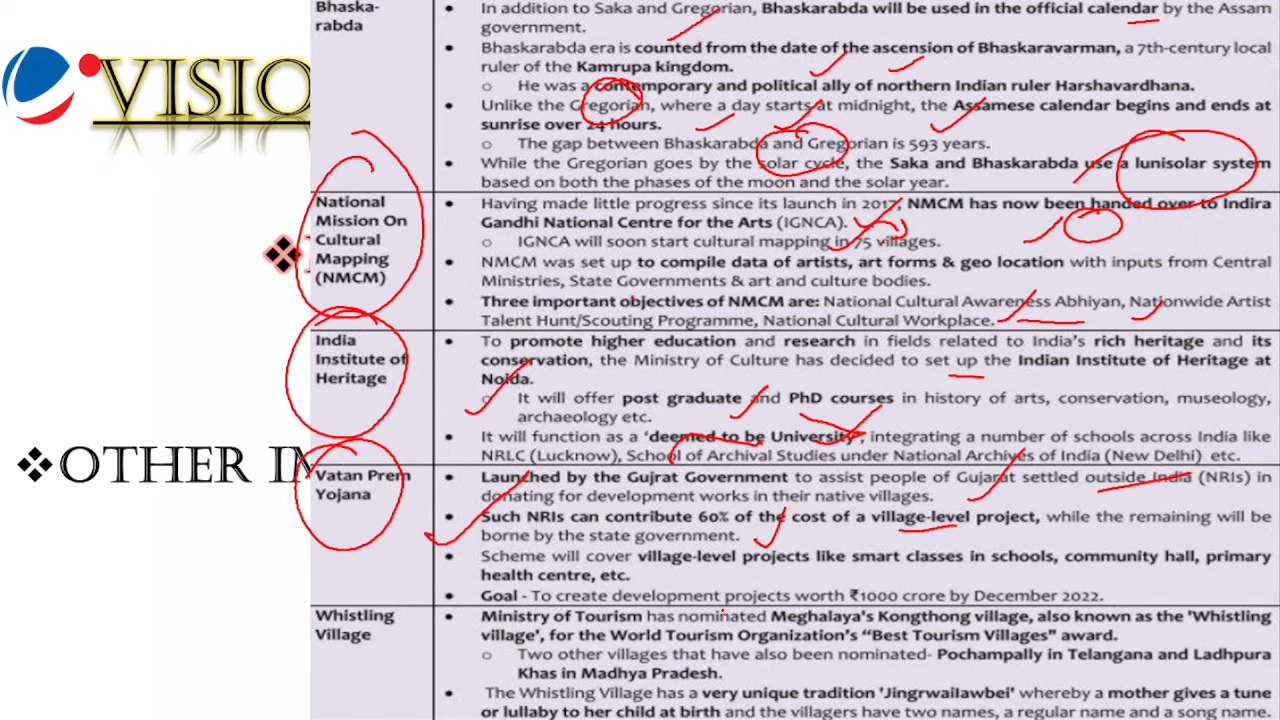 VISIO
OTHER IM
Bhaska-
rabda
In addition to Saka and Gregorian, Bhaskarabda will be used in the official calendar by the Assam
government.
Bhaskarabda era is counted from the date of the ascension of Bhaskaravarman, a 7th-century local
ruler of the Kamrupa kingdom.
He was a contemporary and political ally of northern Indian ruler Harshavardhana.
Unlike the Gregorian, where a day starts at midnight, the Assamese calendar begins and ends at
sunrise over 24 hours.
The gap between Bhaskarabda and Gregorian is 593 years.
While the Gregorian goes by the solar cycle, the Saka and Bhaskarabda use a lunisolar system
based on both the phases of the moon and the solar year.
National
Mission On
Cultural
Mapping
(NMCM)
Having made little progress since its launch in 2017, NMCM has now been handed over to Indira
Gandhi National Centre for the Arts (IGNCA).
IGNCA will soon start cultural mapping in 75 villages.
NMCM was set up to compile data of artists, art forms & geo location with inputs from Central
Ministries, State Governments & art and culture bodies.
Three important objectives of NMCM are: National Cultural Awareness Abhiyan, Nationwide Artist
Talent Hunt/Scouting Programme, National Cultural Workplace.
India
Institute of
Heritage
To promote higher education and research in fields related to India's rich heritage and its
conservation, the Ministry of Culture has decided to set up the Indian Institute of Heritage at
Noida.
It will offer post graduate and PhD courses in history of arts, conservation, museology,
archaeology etc.
It will function as a 'deemed to be University', integrating a number of schools across India like
NRLC (Lucknow), School of Archival Studies under National Archives of India (New Delhi) etc.
Vatan Prem
Yojana
Launched by the Gujrat Government to assist people of Gujarat settled outside India (NRIs) in
donating for development works in their native villages.
Such NRIs can contribute 60% of the cost of a village-level project, while the remaining will be
borne by the state government.
Scheme will cover village-level projects like smart classes in schools, community hall, primary
health centre, etc.
Goal - To create development projects worth ₹1000 crore by December 2022.
Whistling
Village
Ministry of Tourism has nominated Meghalaya's Kongthong village, also known as the 'Whistling
village', for the World Tourism Organization's "Best Tourism Villages" award.
Two other villages that have also been nominated- Pochampally in Telangana and Ladhpura
Khas in Madhya Pradesh.
The Whistling Village has a very unique tradition 'Jingrwailawbei' whereby a mother gives a tune
or lullaby to her child at birth and the villagers have two names, a regular name and a song name.